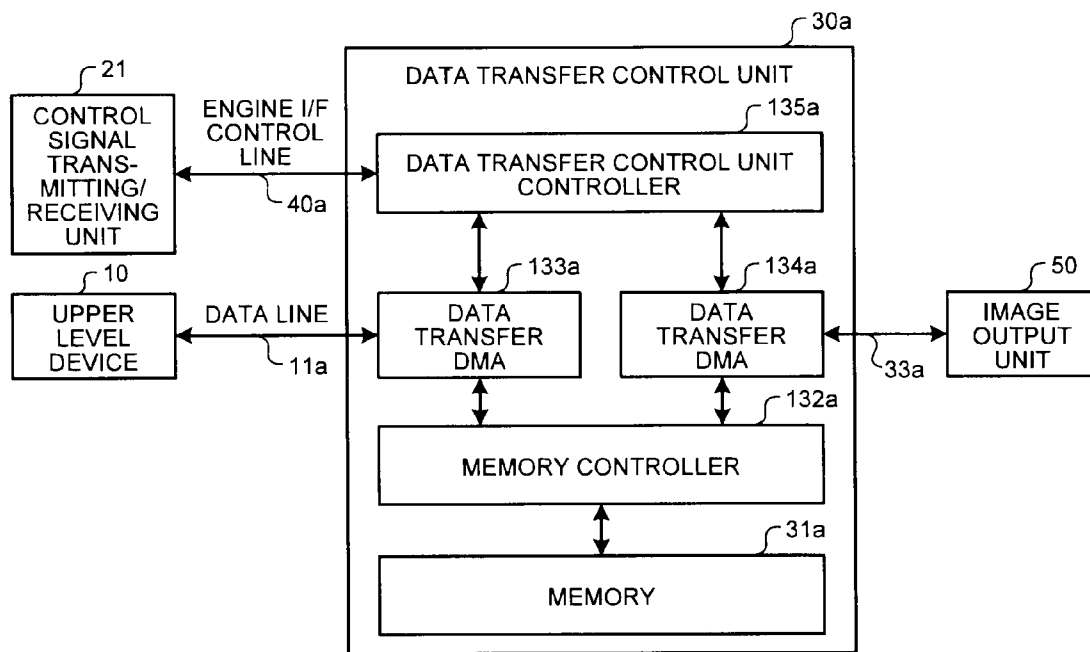 30a
DATA TRANSFER CONTROL UNIT
21
CONTROL
SIGNAL
TRANS-
MITTING/
RECEIVING
UNIT
ENGINE I/F
CONTROL
LINE
40a
135a
DATA TRANSFER CONTROL UNIT
CONTROLLER
10
UPPER
LEVEL
DEVICE
DATA LINE
11a
133a
DATA
TRANSFER
DMA
134a
DATA
TRANSFER
DMA
33a
50
IMAGE
OUTPUT
UNIT
132a
MEMORY CONTROLLER
31a
MEMORY